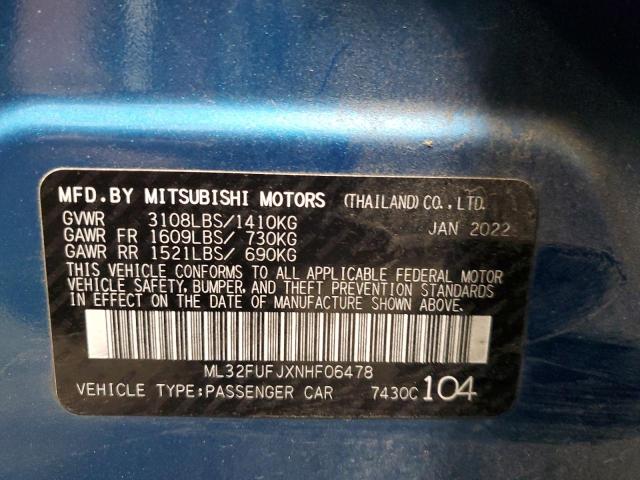 MFD.BY MITSUBISHI MOTORS (THAILAND) CO.,LTD.
GVWR 3108LBS/1410KG JAN 2022
GAWR FR 1609LBS/ 730KG
GAWR RR 1521LBS/ 690KG
THIS VEHICLE CONFORMS TO ALL APPLICABLE FEDERAL MOTOR
VEHICLE SAFETY, BUMPER, AND THEFT PREVENTION STANDARDS
IN EFFECT ON THE DATE OF MANUFACTURE SHOWN ABOVE.
ML32FUFJXNHF06478
VEHICLE TYPE:PASSENGER CAR 7430C 104